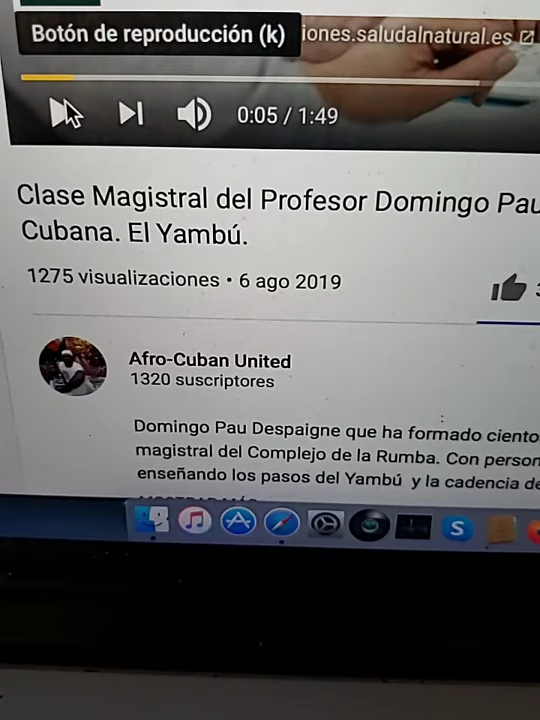 Botón de reproducción (k)
iones.saludalnatural.es
0:05 / 1:49
Clase Magistral del Profesor Domingo Pau
Cubana. El Yambú.
1275 visualizaciones • 6 ago 2019
Afro-Cuban United
1320 suscriptores
Domingo Pau Despaigne que ha formado ciento
magistral del Complejo de la Rumba. Con person
enseñando los pasos del Yambú y la cadencia de